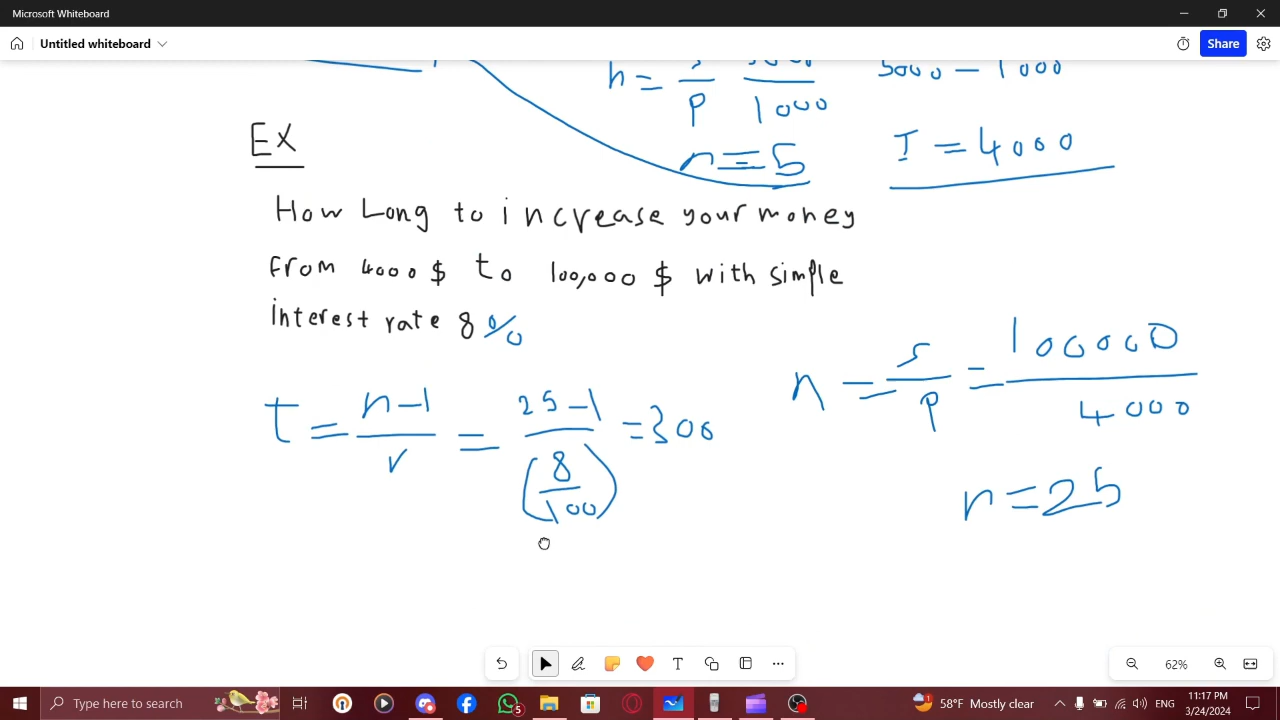 Microsoft Whiteboard
Untitled whiteboard
Share
n = S/P 1000
5000 - 1000
n = 5
I = 4000
EX
How Long to increase your money
from 4000 $ to 100,000 $ with simple
interest rate 8 %
t = n-1/r = 25-1/(8/100) = 300
n = S/P = 100000/4000
n = 25
62%
Type here to search
5
1
58°F Mostly clear
ENG
11:17 PM
3/24/2024